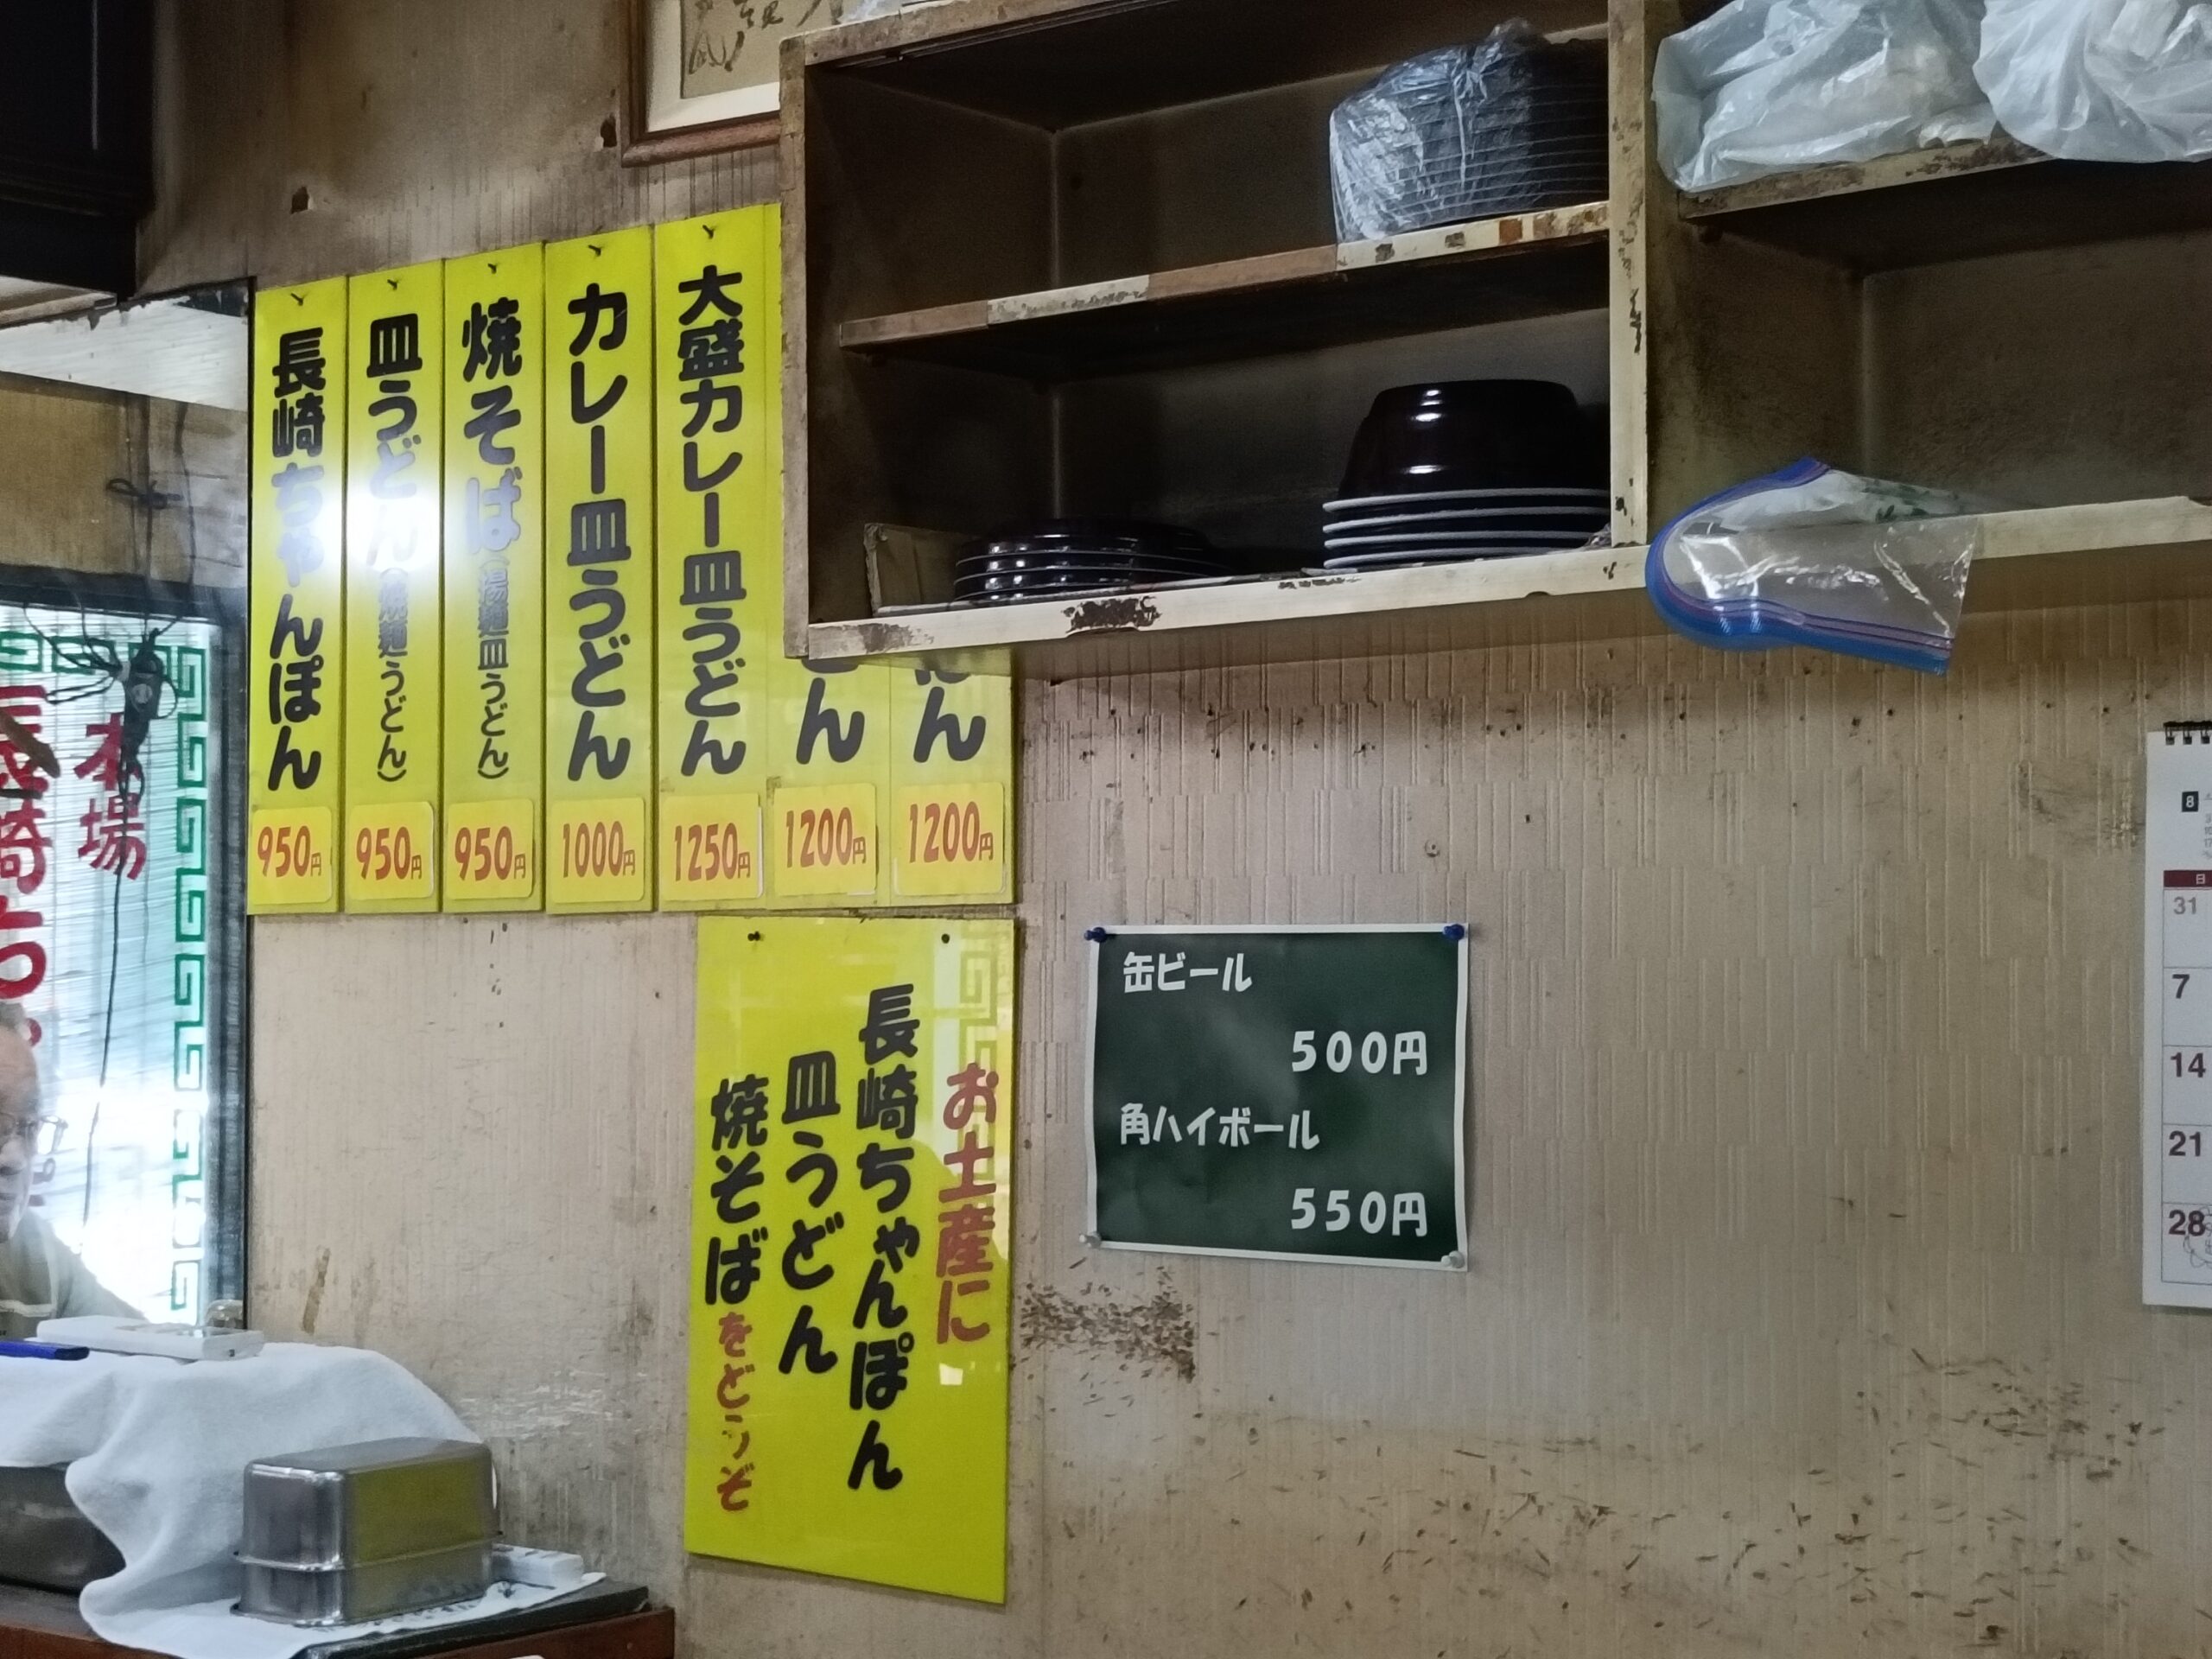 長崎ちゃんぽん
950円
皿うどん
950円
焼そば(揚麺皿うどん)
950円
カレー皿うどん
1000円
大盛カレー皿うどん
1250円
ん
1200円
ん
1200円
お土産に
長崎ちゃんぽん
皿うどん
焼そばをどうぞ
缶ビール
500円
角ハイボール
550円
本場
8
日
31
7
14
21
28